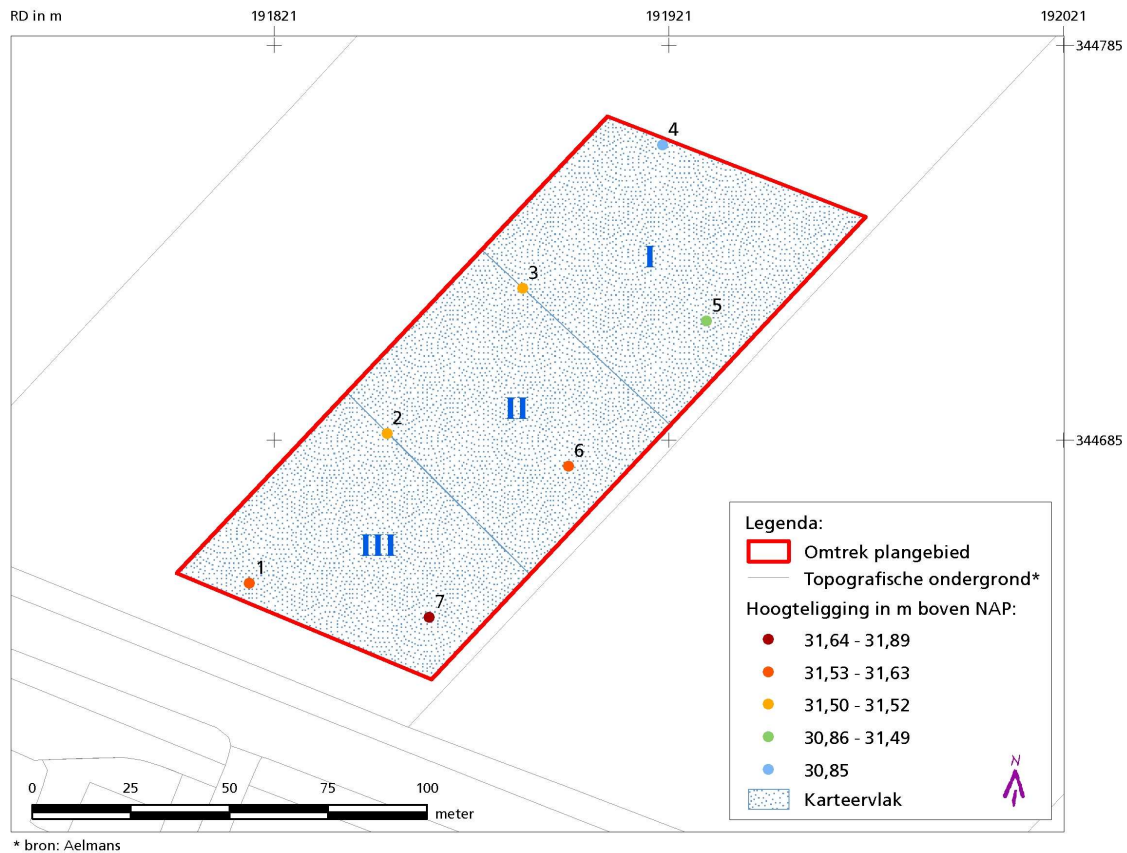 RD in m
191821
191921
192021
344785
4
I
3
5
II
2
344685
6
III
1
7
Legenda:
Omtrek plangebied
Topografische ondergrond*
Hoogteligging in m boven NAP:
31,64 - 31,89
31,53 - 31,63
31,50 - 31,52
30,86 - 31,49
30,85
Karteervlak
N
0 25 50 75 100
meter
* bron: Aelmans